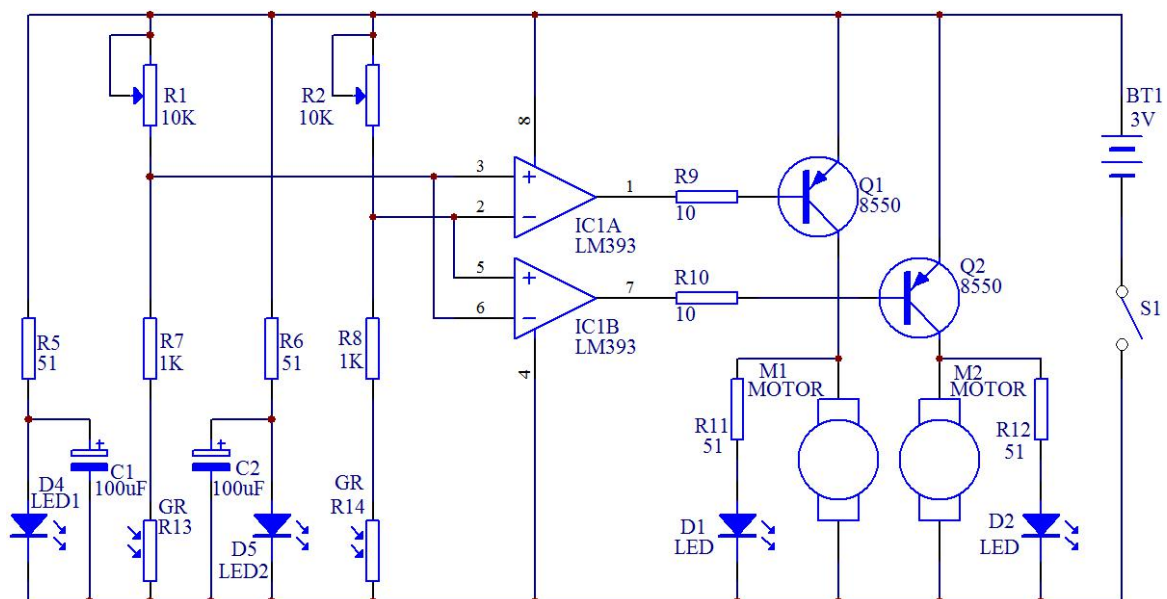 R1
10K
R2
10K
8
BT1
3V
3
+
1
2
−
IC1A
LM393
R9
10
Q1
8550
5
+
7
6
−
IC1B
LM393
4
R10
10
Q2
8550
S1
R5
51
R7
1K
R6
51
R8
1K
M1
MOTOR
M2
MOTOR
R11
51
R12
51
+
C1
100uF
+
C2
100uF
D4
LED1
GR
R13
D5
LED2
GR
R14
D1
LED
D2
LED